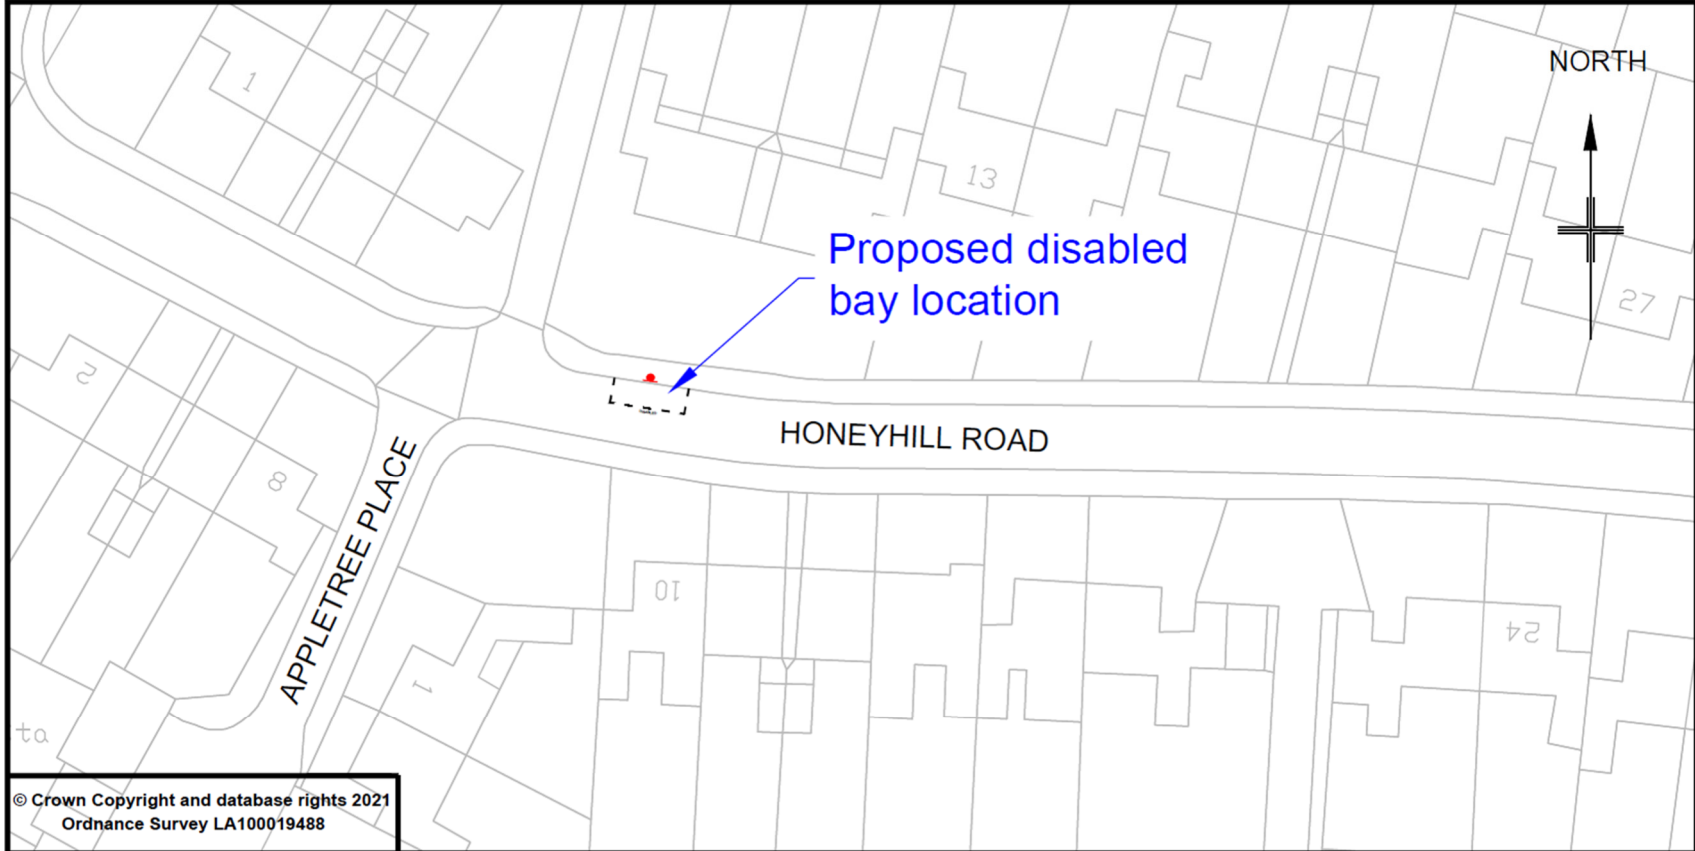 NORTH
1
13
Proposed disabled
bay location
27
2
8
HONEYHILL ROAD
APPLETREE PLACE
10
24
1
ta
© Crown Copyright and database rights 2021
Ordnance Survey LA100019488